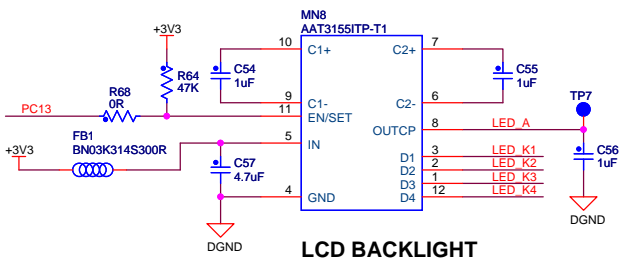 MN8
AAT3155ITP-T1
+3V3
10
C1+
C2+
7
R64
47K
C54
1uF
C55
1uF
R68
0R
PC13
9
C1-
C2-
6
11
EN/SET
TP7
OUTCP
8
LED_A
FB1
BN03K314S300R
5
IN
+3V3
D1
3
LED_K1
D2
2
LED_K2
D3
1
LED_K3
D4
12
LED_K4
C57
4.7uF
C56
1uF
4
GND
DGND
DGND
LCD BACKLIGHT